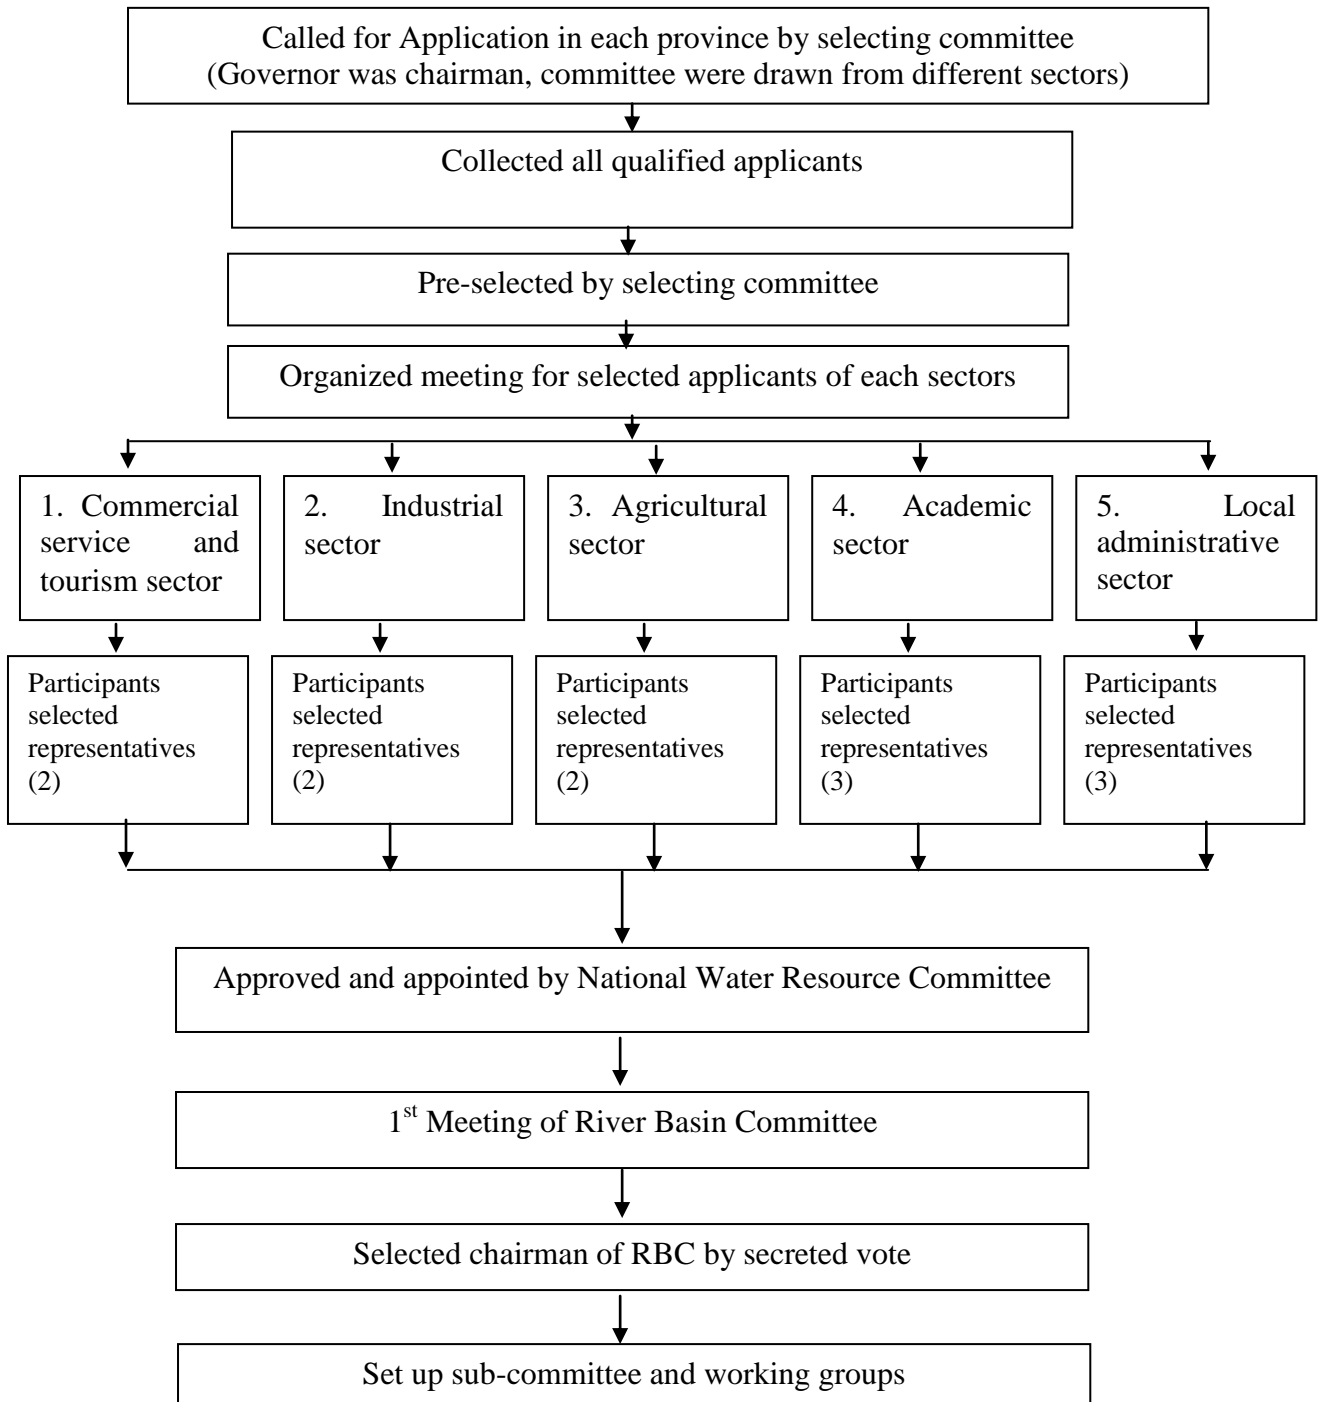 Called for Application in each province by selecting committee
(Governor was chairman, committee were drawn from different sectors)
Collected all qualified applicants
Pre-selected by selecting committee
Organized meeting for selected applicants of each sectors
1. Commercial
service and
tourism sector
2. Industrial
sector
3. Agricultural
sector
4. Academic
sector
5. Local
administrative
sector
Participants
selected
representatives
(2)
Participants
selected
representatives
(2)
Participants
selected
representatives
(2)
Participants
selected
representatives
(3)
Participants
selected
representatives
(3)
Approved and appointed by National Water Resource Committee
1st Meeting of River Basin Committee
Selected chairman of RBC by secreted vote
Set up sub-committee and working groups